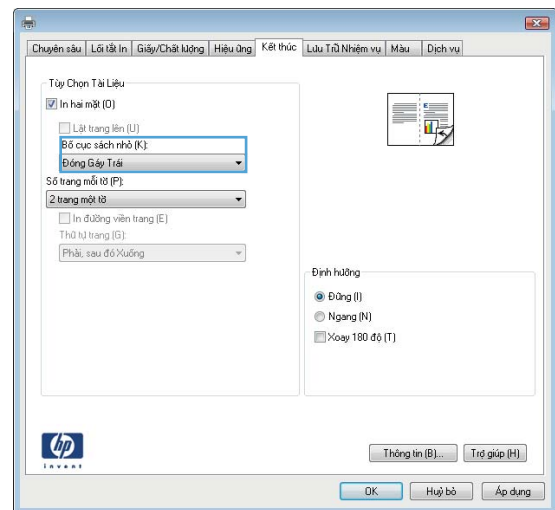 Chuyên sâu Lối tắt In Giấy/Chất lượng Hiệu ứng Kết thúc Lưu Trữ Nhiệm vụ Màu Dịch vụ
Tùy Chọn Tài Liệu
In hai mặt (O)
Lật trang lên (U)
Bố cục sách nhỏ (K):
Đóng Gáy Trái
Số trang mỗi tờ (P):
2 trang một tờ
In đường viền trang (E)
Thứ tự trang (G):
Phải, sau đó Xuống
Định hướng
Đứng (I)
Ngang (N)
Xoay 180 độ (T)
hp
invent
Thông tin (B)... Trợ giúp (H)
OK Huỷ bỏ Áp dụng